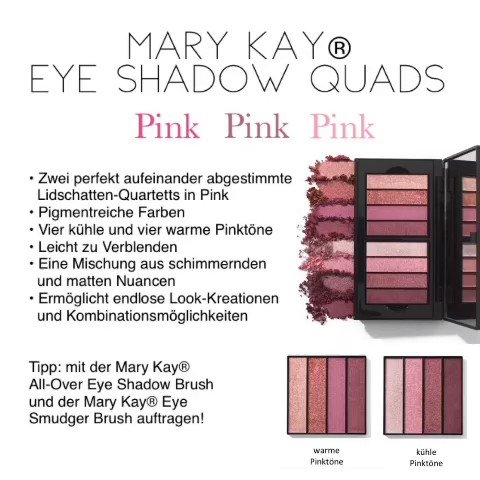 MARY KAY®
EYE SHADOW QUADS
Pink Pink Pink
• Zwei perfekt aufeinander abgestimmte
Lidschatten-Quartetts in Pink
• Pigmentreiche Farben
• Vier kühle und vier warme Pinktöne
• Leicht zu Verblenden
• Eine Mischung aus schimmernden
und matten Nuancen
• Ermöglicht endlose Look-Kreationen
und Kombinationsmöglichkeiten
Tipp: mit der Mary Kay®
All-Over Eye Shadow Brush
und der Mary Kay® Eye
Smudger Brush auftragen!
warme
Pinktöne
kühle
Pinktöne